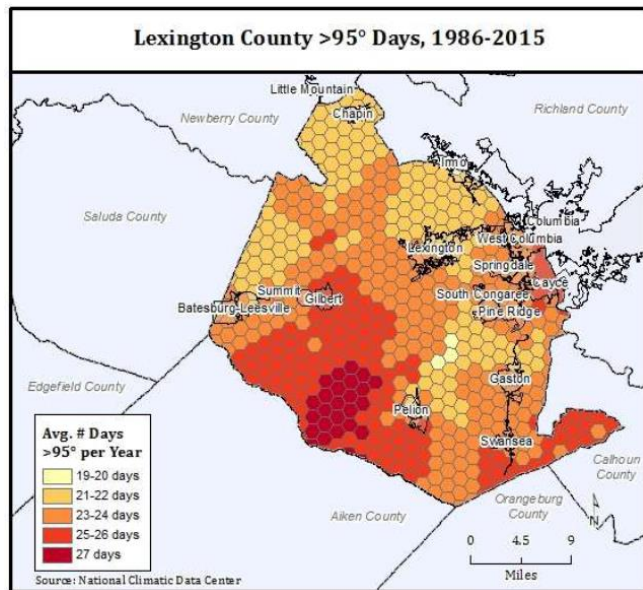 Lexington County >95° Days, 1986-2015
Little Mountain
Chapin
Newberry County
Richland County
Irmo
Saluda County
Columbia
West Columbia
Lexington
Springdale
Cayce
Summit
Gilbert
South Congaree
Batesburg-Leesville
Pine Ridge
Edgefield County
Gaston
Pelion
Swansea
Calhoun
County
Orangeburg
County
Aiken County
Avg. # Days
>95° per Year
19-20 days
21-22 days
23-24 days
25-26 days
27 days
N
0 4.5 9
Miles
Source: National Climatic Data Center